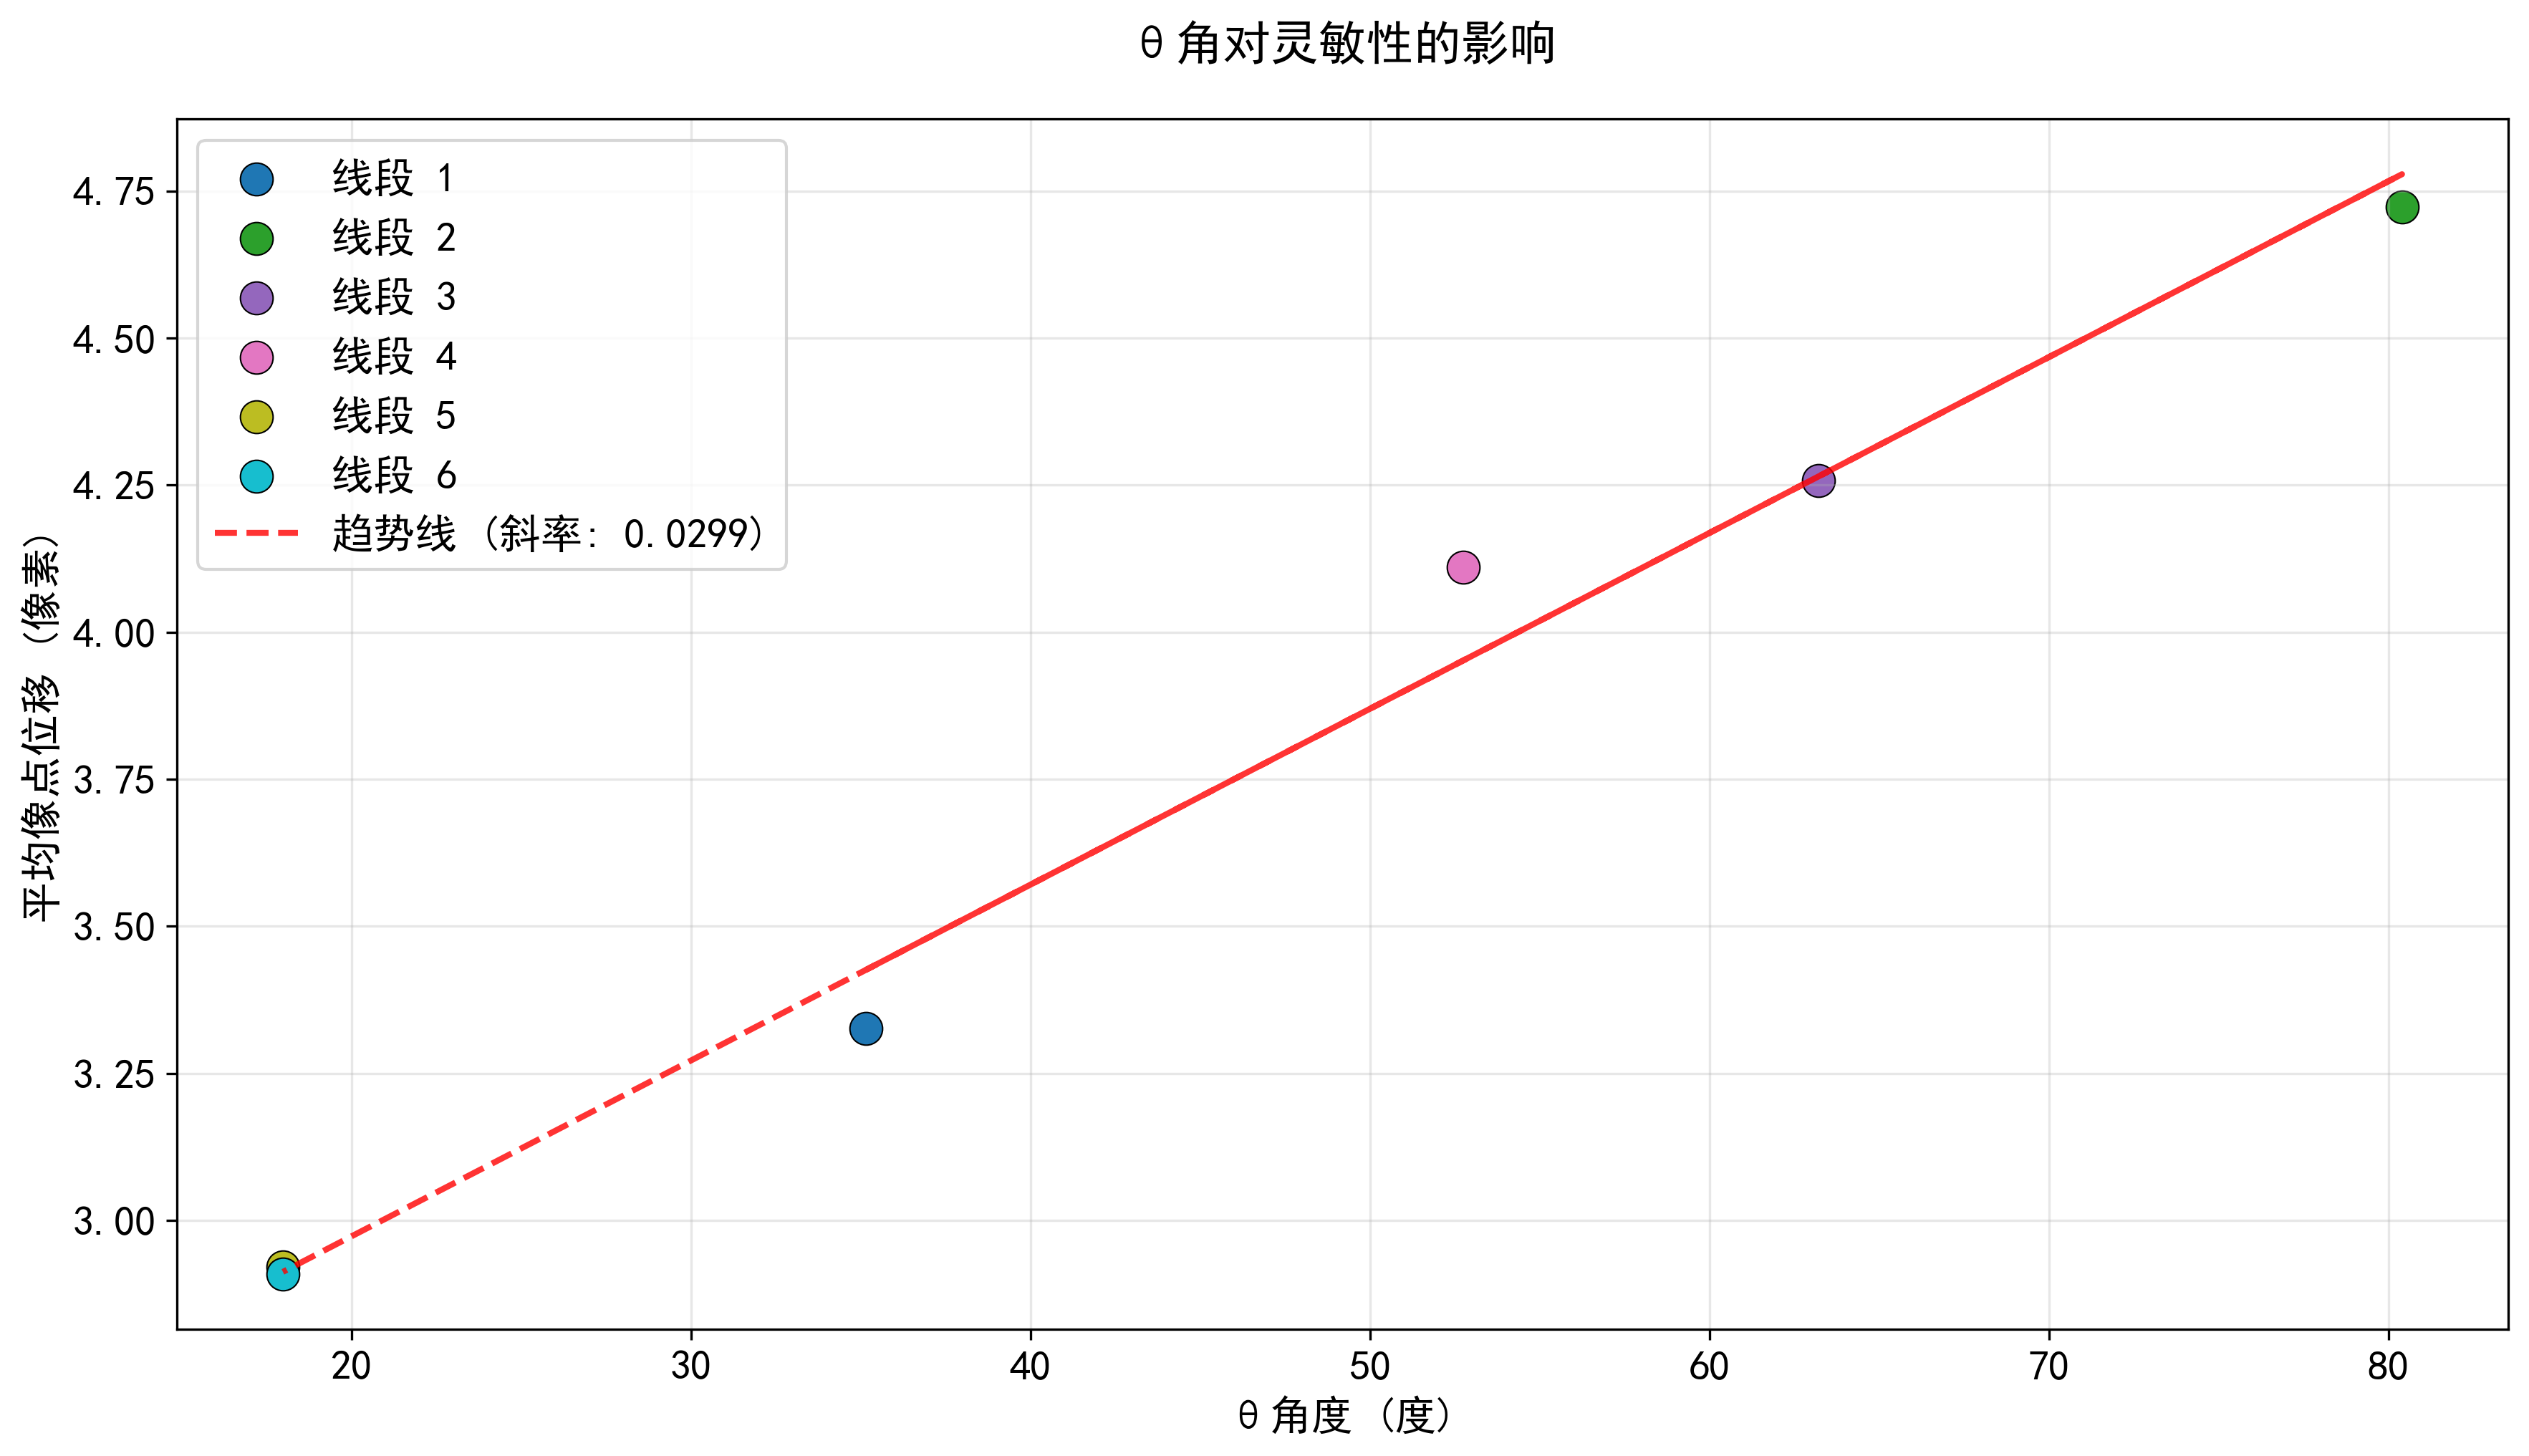 θ 角对灵敏性的影响
线段 1
线段 2
线段 3
线段 4
线段 5
线段 6
趋势线 (斜率: 0.0299)
平均像点位移 (像素)
4.75
4.50
4.25
4.00
3.75
3.50
3.25
3.00
20 30 40 50 60 70 80
θ 角度 (度)